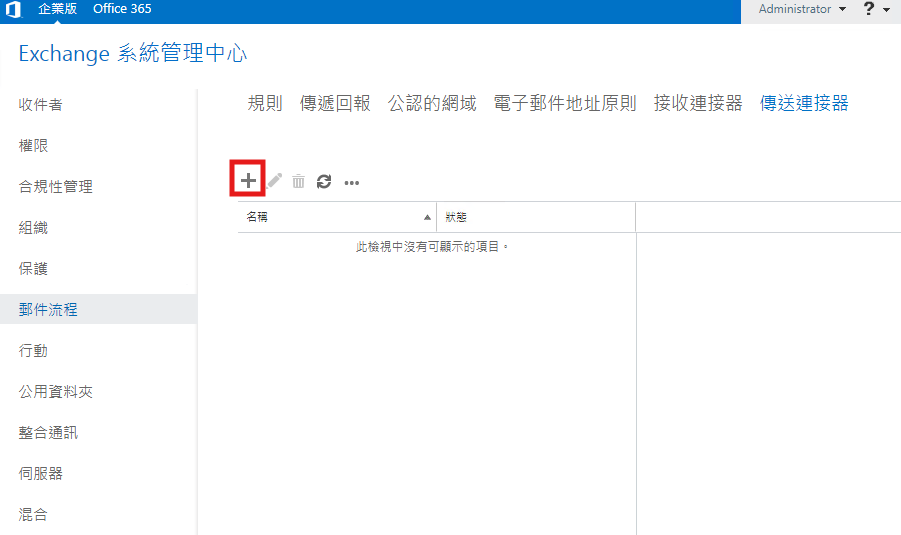 企業版 Office 365 Administrator ?
Exchange 系統管理中心
收件者
權限
合規性管理
組織
保護
郵件流程
行動
公用資料夾
整合通訊
伺服器
混合
規則 傳遞回報 公認的網域 電子郵件地址原則 接收連接器 傳送連接器
名稱 狀態
此檢視中沒有可顯示的項目。